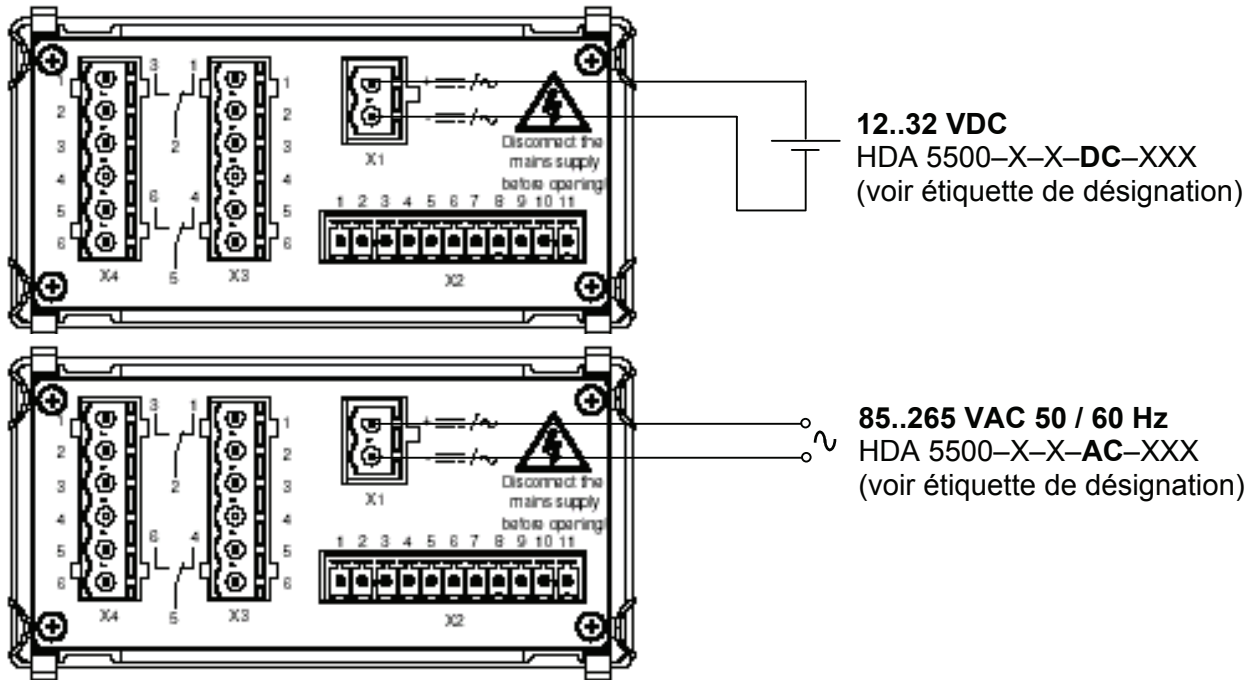 1
2
3
4
5
6
X4
3 1
2
6 4
5
X3
1
2
3
4
5
6
X1
+ ⎓/∿
- ⎓/∿
Disconnect the
mains supply
before opening!
1 2 3 4 5 6 7 8 9 10 11
X2
12..32 VDC
HDA 5500–X–X–DC–XXX
(voir étiquette de désignation)
1
2
3
4
5
6
X4
3 1
2
6 4
5
X3
1
2
3
4
5
6
X1
+ ⎓/∿
- ⎓/∿
Disconnect the
mains supply
before opening!
1 2 3 4 5 6 7 8 9 10 11
X2
∿
85..265 VAC 50 / 60 Hz
HDA 5500–X–X–AC–XXX
(voir étiquette de désignation)